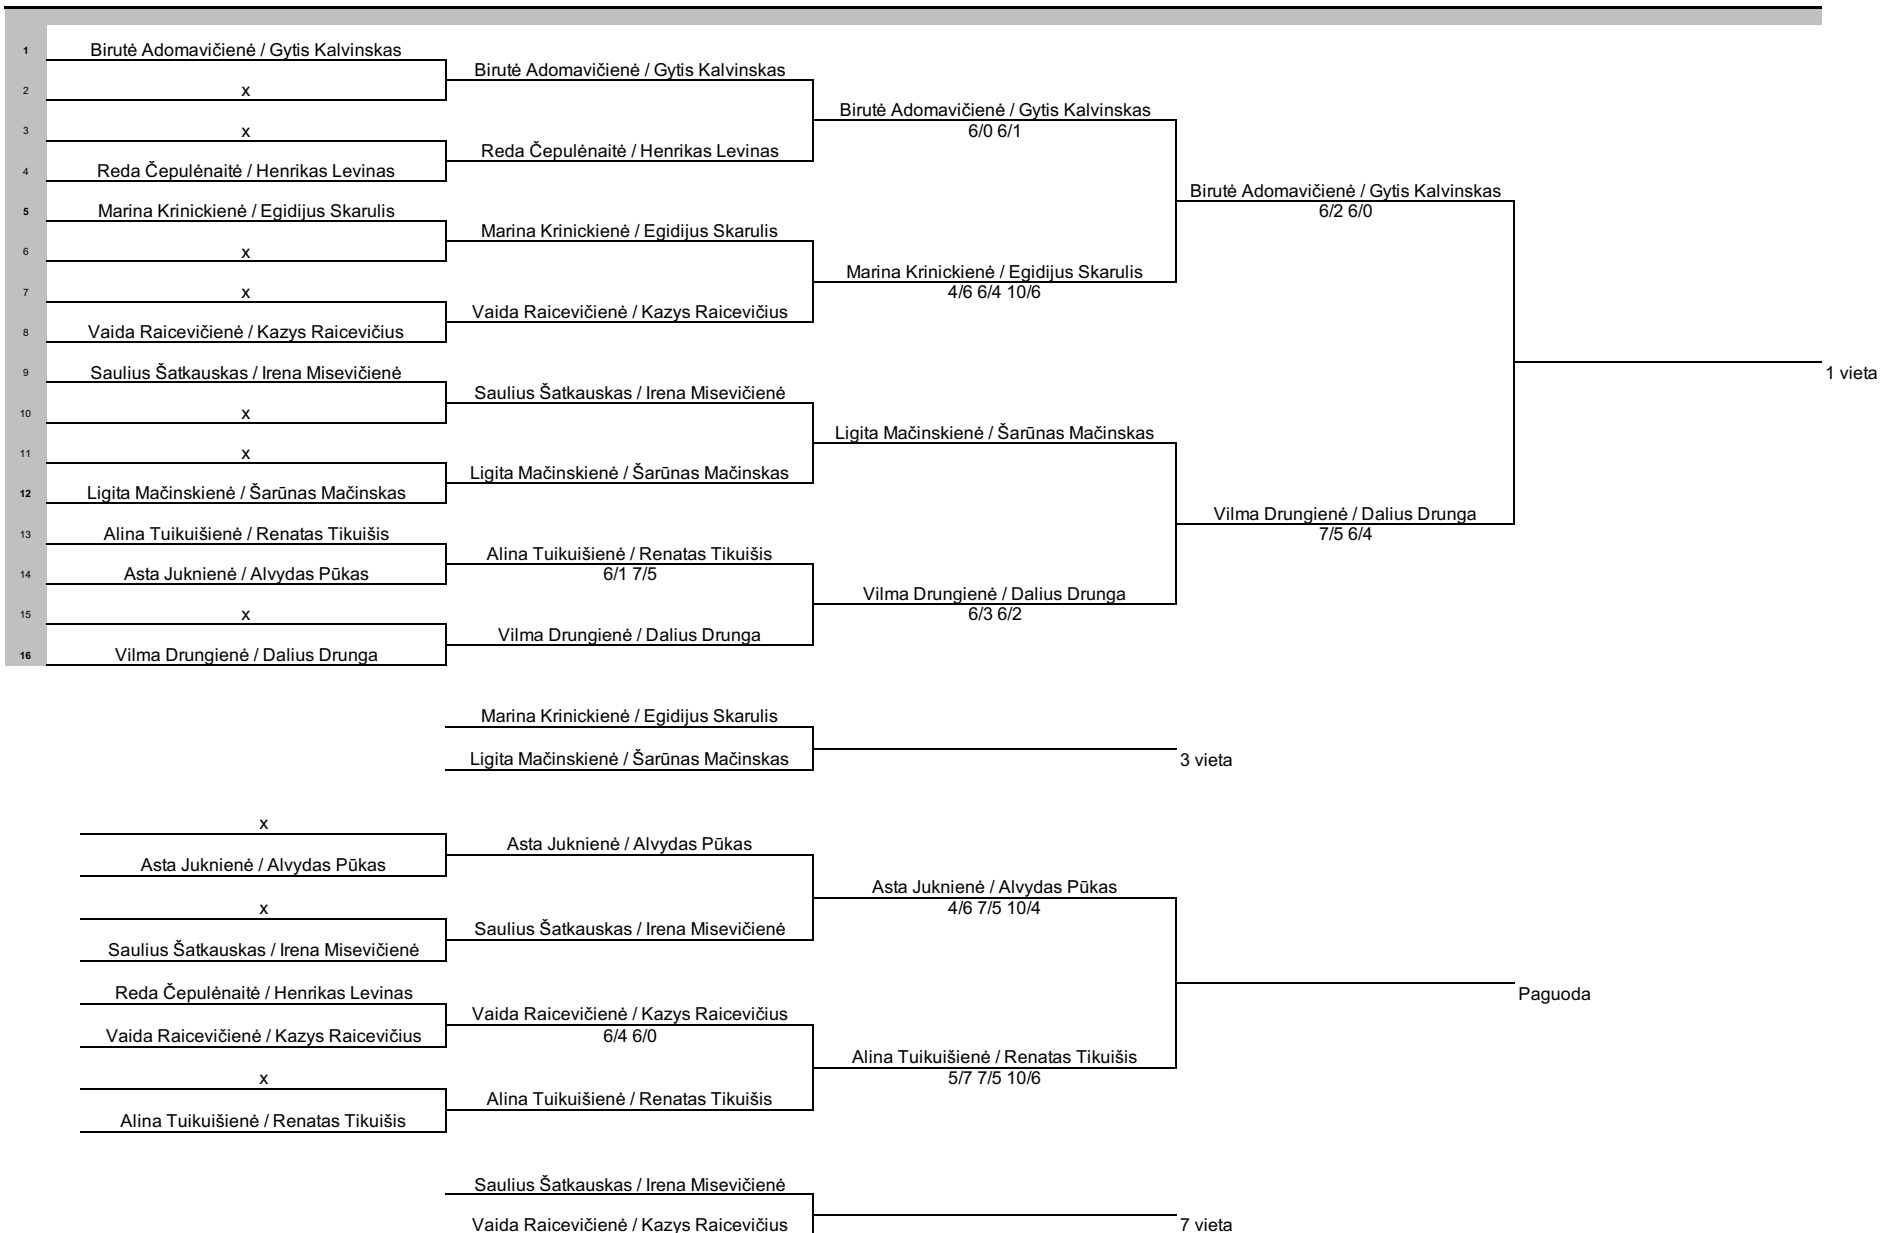 1 Birutė Adomavičienė / Gytis Kalvinskas
Birutė Adomavičienė / Gytis Kalvinskas
2 x
Birutė Adomavičienė / Gytis Kalvinskas
3 x
6/0 6/1
Reda Čepulėnaitė / Henrikas Levinas
4 Reda Čepulėnaitė / Henrikas Levinas
Birutė Adomavičienė / Gytis Kalvinskas
5 Marina Krinickienė / Egidijus Skarulis
6/2 6/0
Marina Krinickienė / Egidijus Skarulis
6 x
Marina Krinickienė / Egidijus Skarulis
7 x
4/6 6/4 10/6
Vaida Raicevičienė / Kazys Raicevičius
8 Vaida Raicevičienė / Kazys Raicevičius
9 Saulius Šatkauskas / Irena Misevičienė
1 vieta
Saulius Šatkauskas / Irena Misevičienė
10 x
Ligita Mačinskienė / Šarūnas Mačinskas
11 x
Ligita Mačinskienė / Šarūnas Mačinskas
12 Ligita Mačinskienė / Šarūnas Mačinskas
Vilma Drungienė / Dalius Drunga
13 Alina Tuikuišienė / Renatas Tikuišis
7/5 6/4
Alina Tuikuišienė / Renatas Tikuišis
14 Asta Juknienė / Alvydas Pūkas
6/1 7/5
Vilma Drungienė / Dalius Drunga
15 x
6/3 6/2
Vilma Drungienė / Dalius Drunga
16 Vilma Drungienė / Dalius Drunga
Marina Krinickienė / Egidijus Skarulis
Ligita Mačinskienė / Šarūnas Mačinskas
3 vieta
x
Asta Juknienė / Alvydas Pūkas
Asta Juknienė / Alvydas Pūkas
Asta Juknienė / Alvydas Pūkas
x
4/6 7/5 10/4
Saulius Šatkauskas / Irena Misevičienė
Saulius Šatkauskas / Irena Misevičienė
Reda Čepulėnaitė / Henrikas Levinas
Paguoda
Vaida Raicevičienė / Kazys Raicevičius
Vaida Raicevičienė / Kazys Raicevičius
6/4 6/0
Alina Tuikuišienė / Renatas Tikuišis
x
5/7 7/5 10/6
Alina Tuikuišienė / Renatas Tikuišis
Alina Tuikuišienė / Renatas Tikuišis
Saulius Šatkauskas / Irena Misevičienė
Vaida Raicevičienė / Kazys Raicevičius
7 vieta